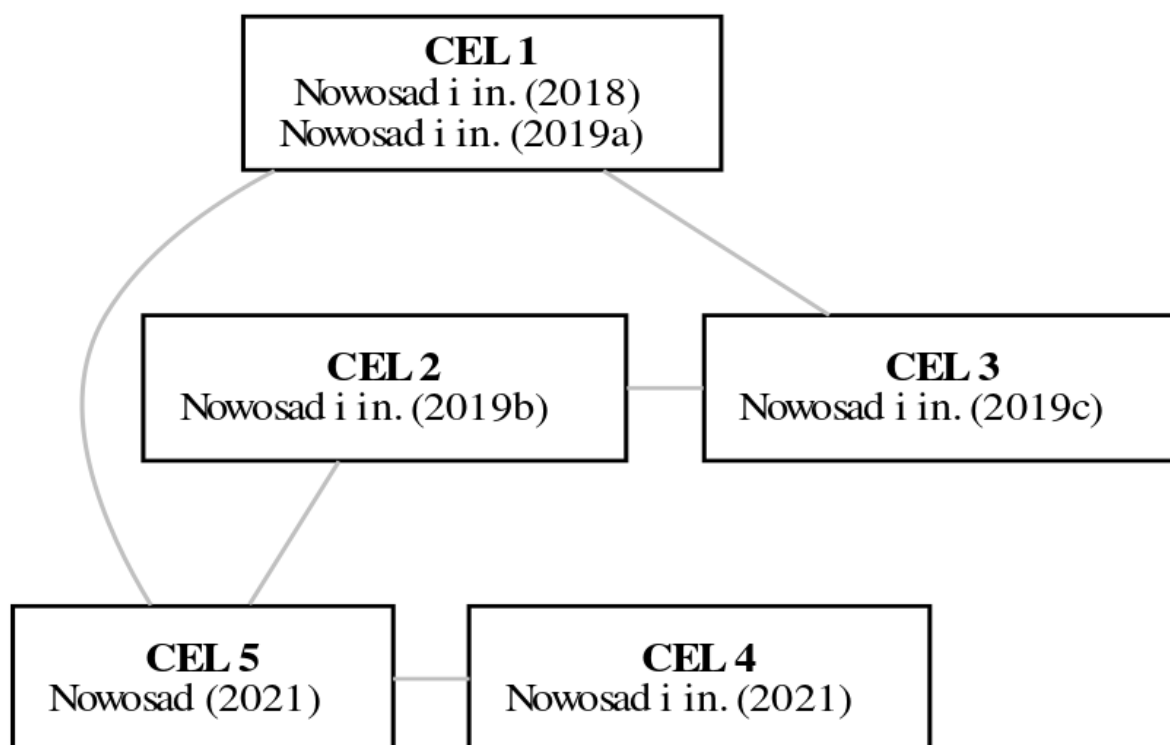 CEL 1
Nowosad i in. (2018)
Nowosad i in. (2019a)
CEL 2
Nowosad i in. (2019b)
CEL 3
Nowosad i in. (2019c)
CEL 5
Nowosad (2021)
CEL 4
Nowosad i in. (2021)